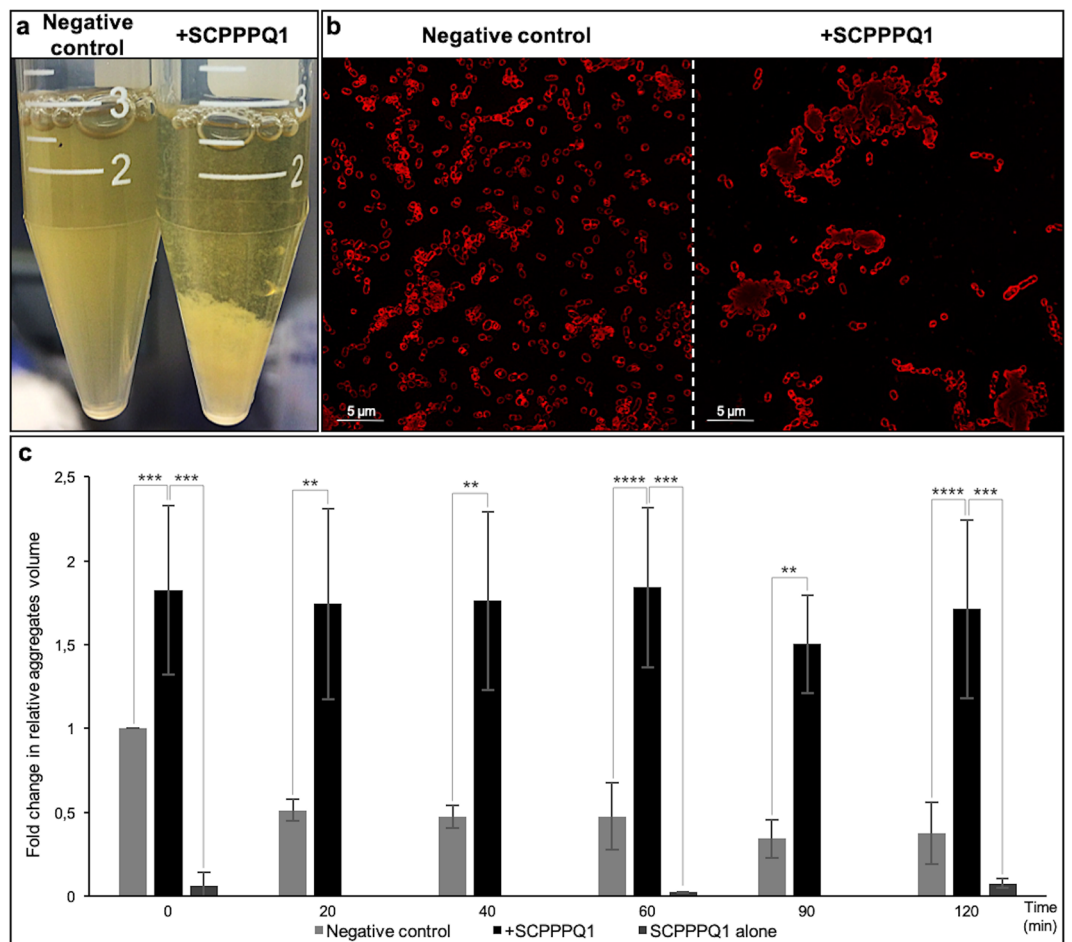 a
Negative
control
+SCPPPQ1
3
2
3
2
b
Negative control
+SCPPPQ1
5 µm
5 µm
c
Fold change in relative aggregates volume
2,5
2
1,5
1
0,5
0
***
***
**
**
****
***
**
****
***
0
20
40
60
90
120
Time
(min)
Negative control
+SCPPPQ1
SCPPPQ1 alone